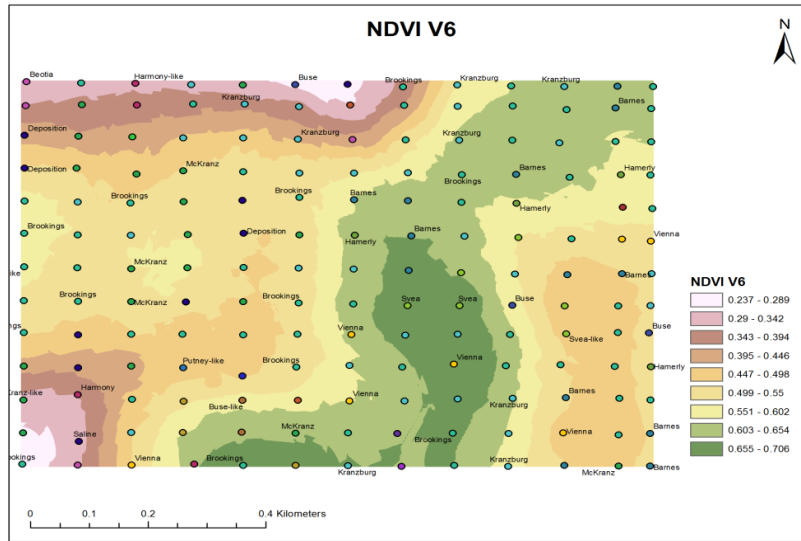 NDVI V6
N
Beotia Harmony-like Buse Brookings Kranzburg Kranzburg
Kranzburg Barnes
Deposition Kranzburg Kranzburg
Deposition McKranz Brookings Barnes Hamerly
Brookings Brookings Barnes Hamerly
Brookings Deposition Hamerly Barnes Vienna
like McKranz Barnes
Brookings McKranz Brookings Svea Svea Buse
ngs Vienna Svea-like Buse
Putney-like Brookings Vienna Hamerly
Kranz-like Harmony Buse-like Vienna Kranzburg Barnes
Saline McKranz Brookings Vienna Barnes
ookings Vienna Brookings Kranzburg Kranzburg McKranz Barnes
NDVI V6
0.237 - 0.289
0.29 - 0.342
0.343 - 0.394
0.395 - 0.446
0.447 - 0.498
0.499 - 0.55
0.551 - 0.602
0.603 - 0.654
0.655 - 0.706
0 0.1 0.2 0.4 Kilometers